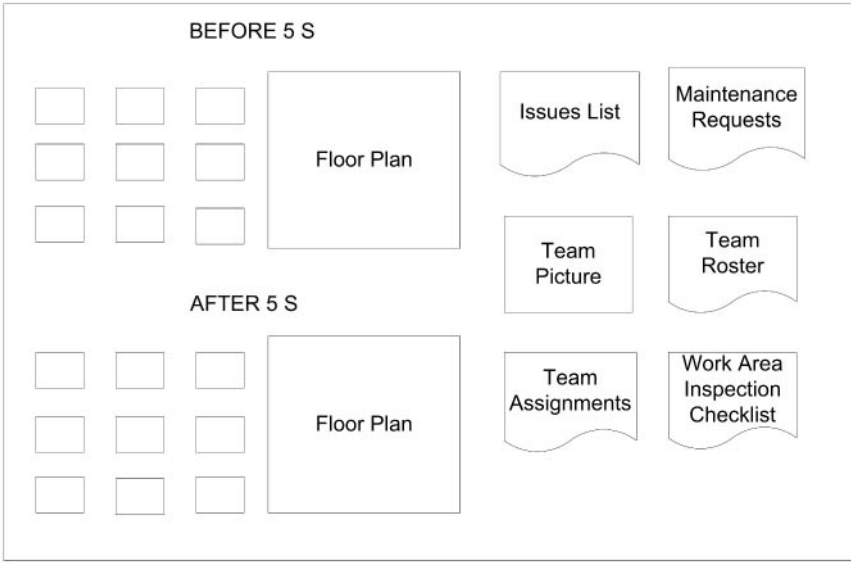 BEFORE 5 S
Floor Plan
Issues List
Maintenance
Requests
Team
Picture
Team
Roster
AFTER 5 S
Floor Plan
Team
Assignments
Work Area
Inspection
Checklist